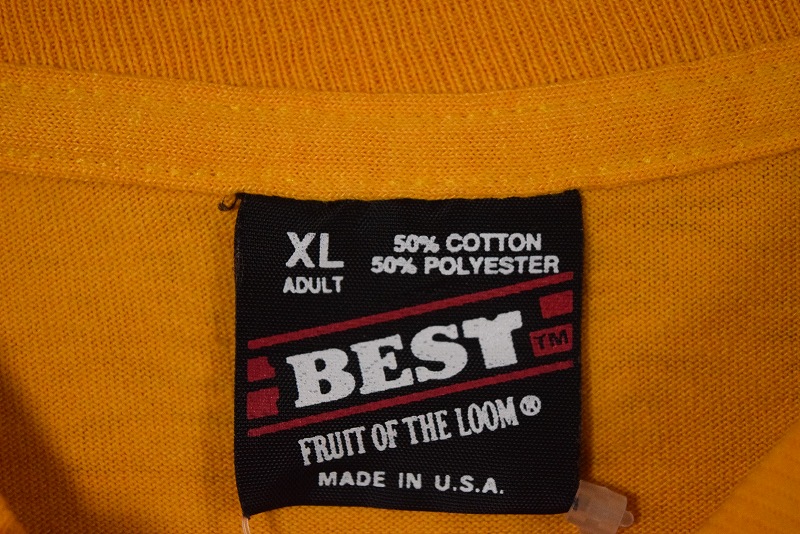 XL
ADULT
50% COTTON
50% POLYESTER
BEST TM
FRUIT OF THE LOOM®
MADE IN U.S.A.